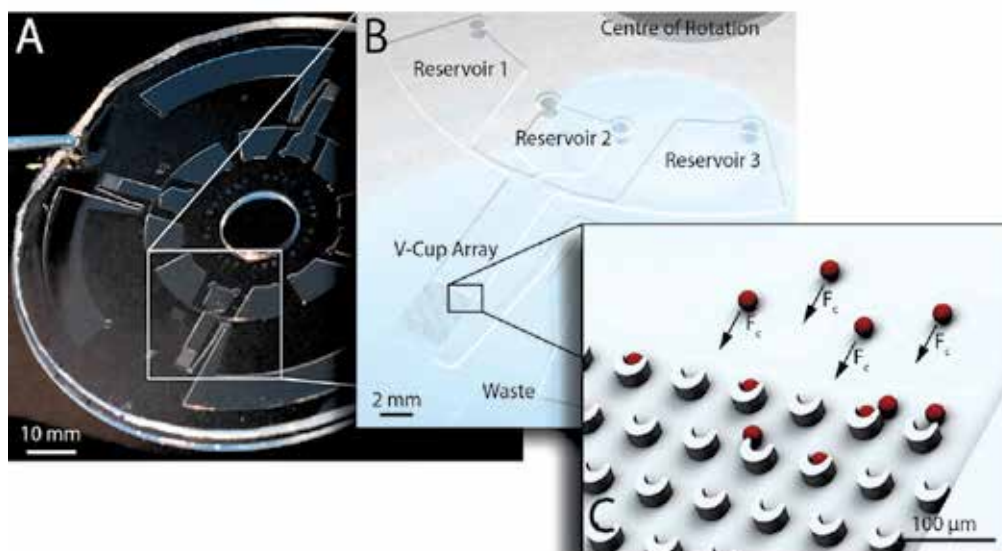 A
10 mm
B
Centre of Rotation
Reservoir 1
Reservoir 2
Reservoir 3
V-Cup Array
Waste
2 mm
F c
F c
F c
F c
C
100 µm